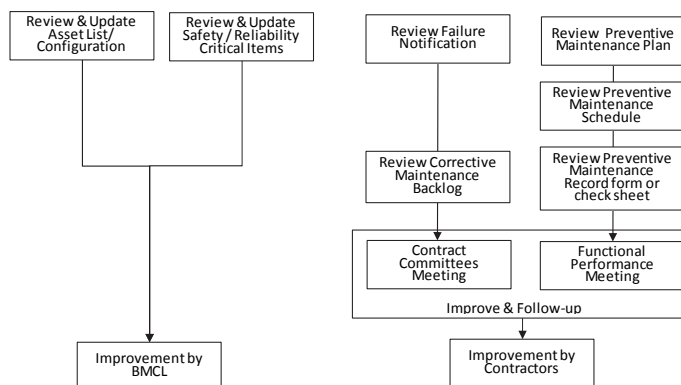 Review & Update
Asset List/
Configuration
Review & Update
Safety / Reliability
Critical Items
Review Failure
Notification
Review  Preventive
Maintenance Plan
Review Preventive
Maintenance
Schedule
Review Corrective
Maintenance
Backlog
Review Preventive
Maintenance
Record form or
check sheet
Contract
Committees
Meeting
Functional
Performance
Meeting
Improve & Follow-up
Improvement by
BMCL
Improvement by
Contractors